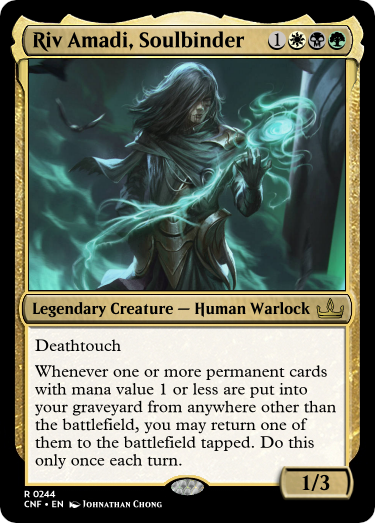 Riv Amadi, Soulbinder 1
Legendary Creature — Human Warlock
Deathtouch
Whenever one or more permanent cards
with mana value 1 or less are put into
your graveyard from anywhere other than
the battlefield, you may return one of
them to the battlefield tapped. Do this
only once each turn.
1/3
R 0244
CNF • EN Johnathan Chong